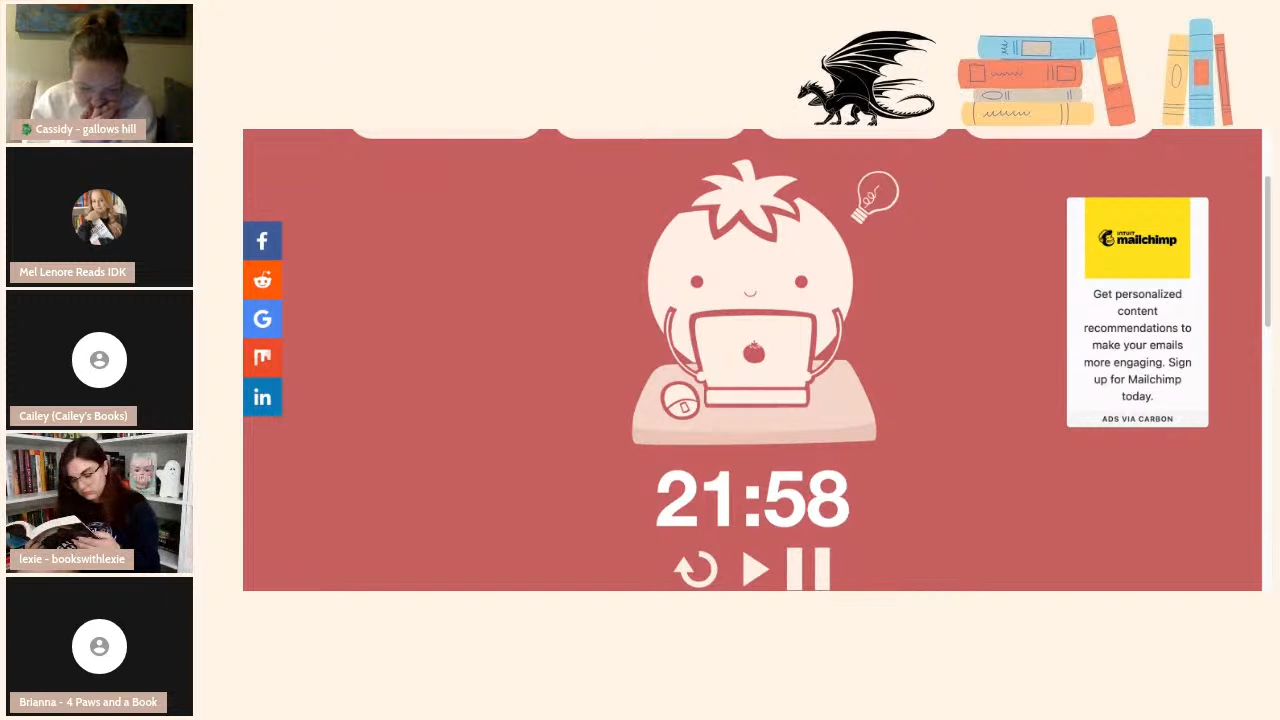 Cassidy - gallows hill
Mel Lenore Reads IDK
Cailey (Cailey's Books)
lexie - bookswithlexie
Brianna - 4 Paws and a Book
f
G
in
21:58
INTUIT
mailchimp
Get personalized
content
recommendations to
make your emails
more engaging. Sign
up for Mailchimp
today.
ADS VIA CARBON